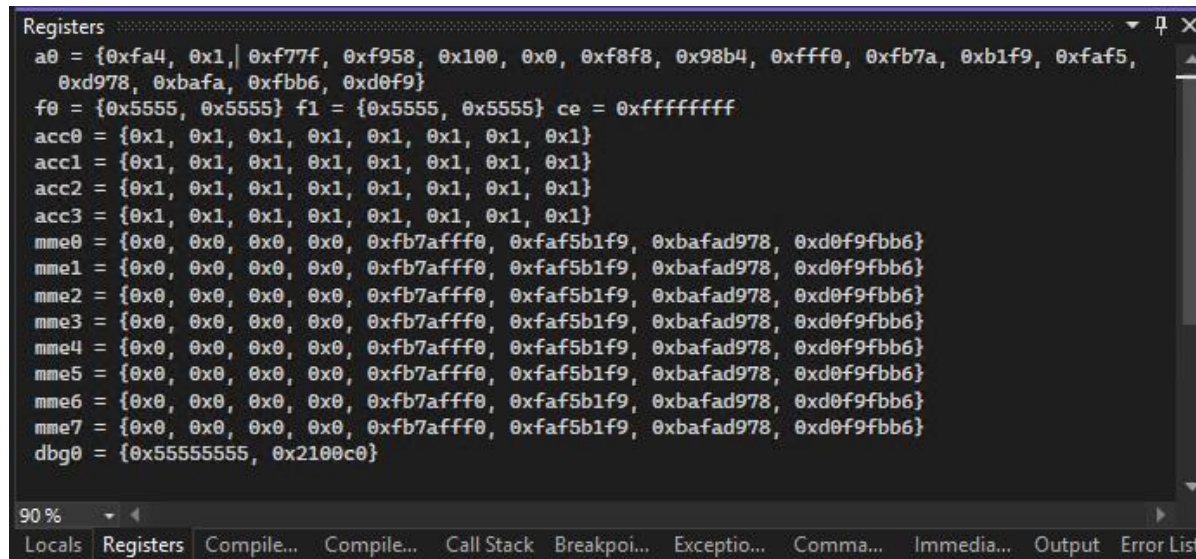 Registers
a0 = {0xfa4, 0x1, 0xf77f, 0xf958, 0x100, 0x0, 0xf8f8, 0x98b4, 0xfff0, 0xfb7a, 0xb1f9, 0xfaf5,
0xd978, 0xbafa, 0xfbb6, 0xd0f9}
f0 = {0x5555, 0x5555} f1 = {0x5555, 0x5555} ce = 0xffffffff
acc0 = {0x1, 0x1, 0x1, 0x1, 0x1, 0x1, 0x1, 0x1}
acc1 = {0x1, 0x1, 0x1, 0x1, 0x1, 0x1, 0x1, 0x1}
acc2 = {0x1, 0x1, 0x1, 0x1, 0x1, 0x1, 0x1, 0x1}
acc3 = {0x1, 0x1, 0x1, 0x1, 0x1, 0x1, 0x1, 0x1}
mme0 = {0x0, 0x0, 0x0, 0x0, 0xfb7afff0, 0xfaf5b1f9, 0xbafad978, 0xd0f9fbb6}
mme1 = {0x0, 0x0, 0x0, 0x0, 0xfb7afff0, 0xfaf5b1f9, 0xbafad978, 0xd0f9fbb6}
mme2 = {0x0, 0x0, 0x0, 0x0, 0xfb7afff0, 0xfaf5b1f9, 0xbafad978, 0xd0f9fbb6}
mme3 = {0x0, 0x0, 0x0, 0x0, 0xfb7afff0, 0xfaf5b1f9, 0xbafad978, 0xd0f9fbb6}
mme4 = {0x0, 0x0, 0x0, 0x0, 0xfb7afff0, 0xfaf5b1f9, 0xbafad978, 0xd0f9fbb6}
mme5 = {0x0, 0x0, 0x0, 0x0, 0xfb7afff0, 0xfaf5b1f9, 0xbafad978, 0xd0f9fbb6}
mme6 = {0x0, 0x0, 0x0, 0x0, 0xfb7afff0, 0xfaf5b1f9, 0xbafad978, 0xd0f9fbb6}
mme7 = {0x0, 0x0, 0x0, 0x0, 0xfb7afff0, 0xfaf5b1f9, 0xbafad978, 0xd0f9fbb6}
dbg0 = {0x55555555, 0x2100c0}
90 %
Locals Registers Compile... Compile... Call Stack Breakpoi... Exceptio... Comma... Immedia... Output Error List